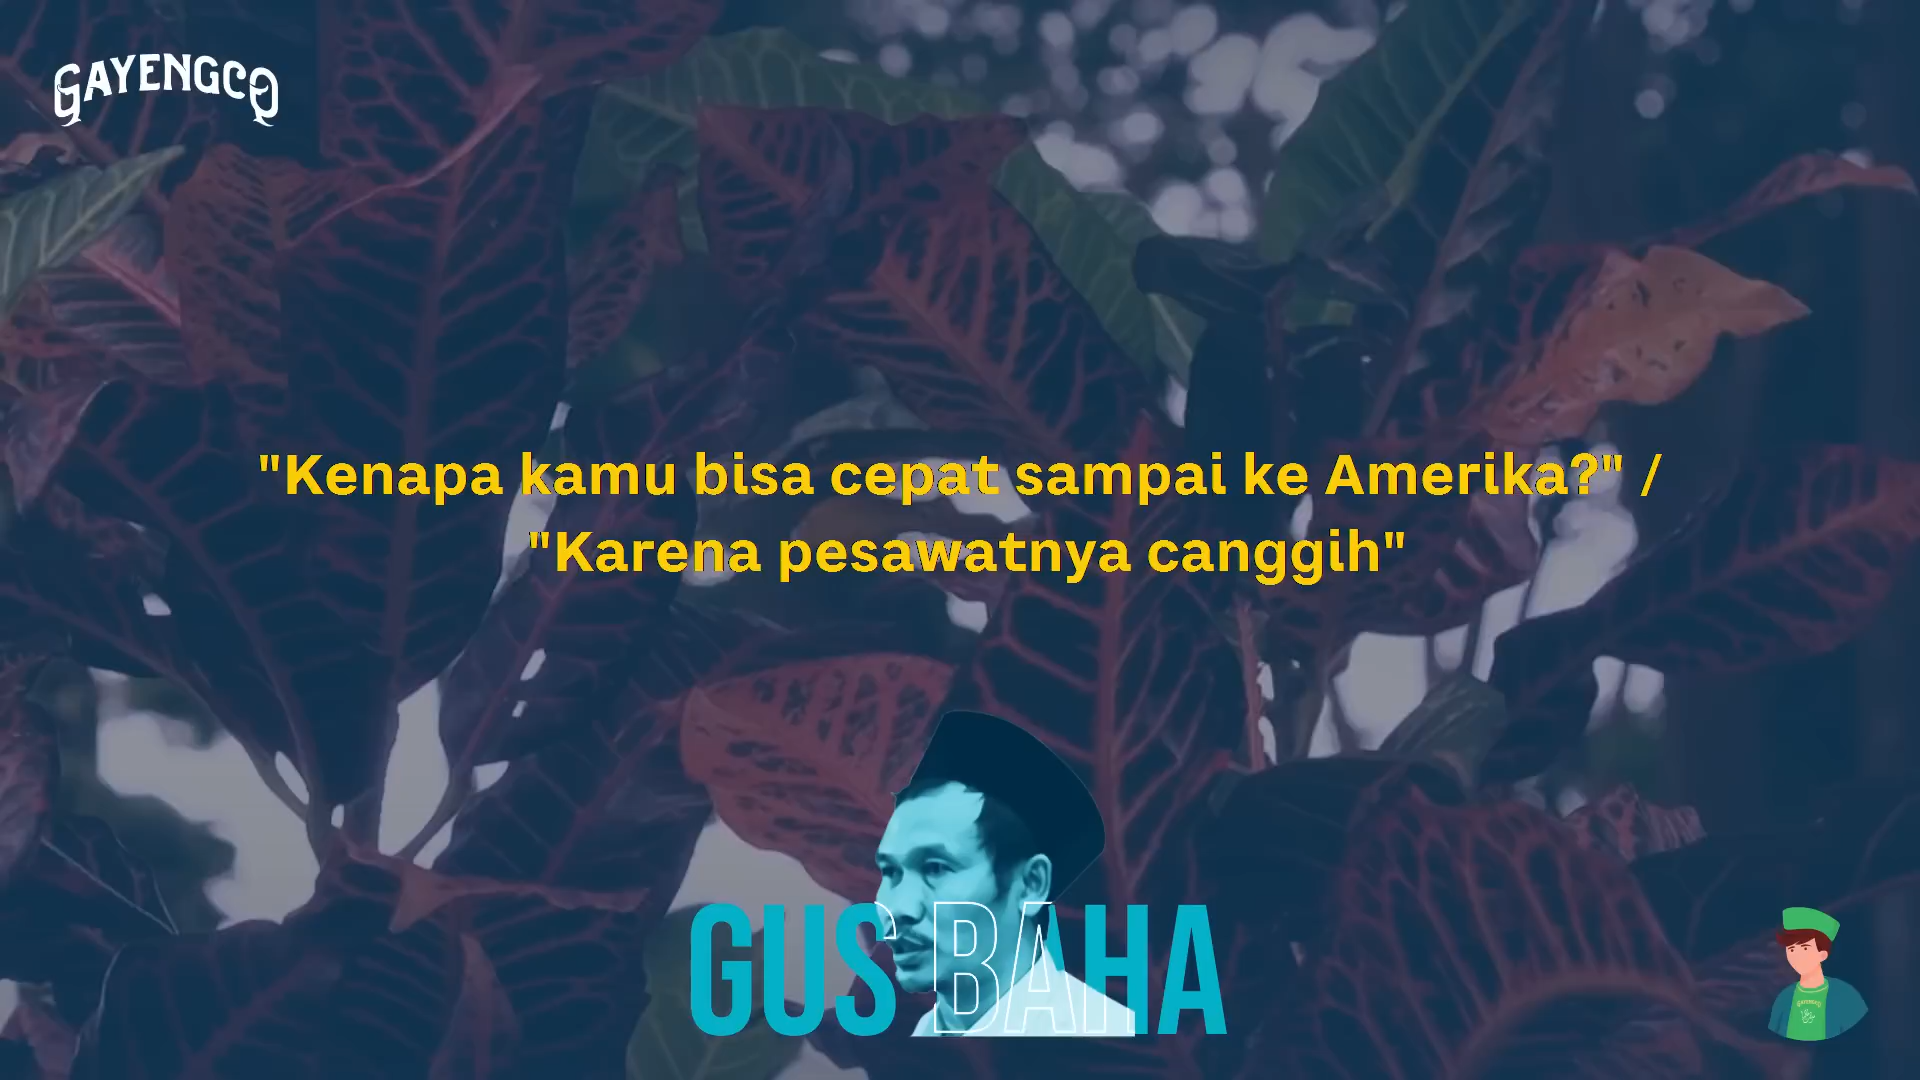 GAYENGCO
"Kenapa kamu bisa cepat sampai ke Amerika?" /
"Karena pesawatnya canggih"
GUS BAHA